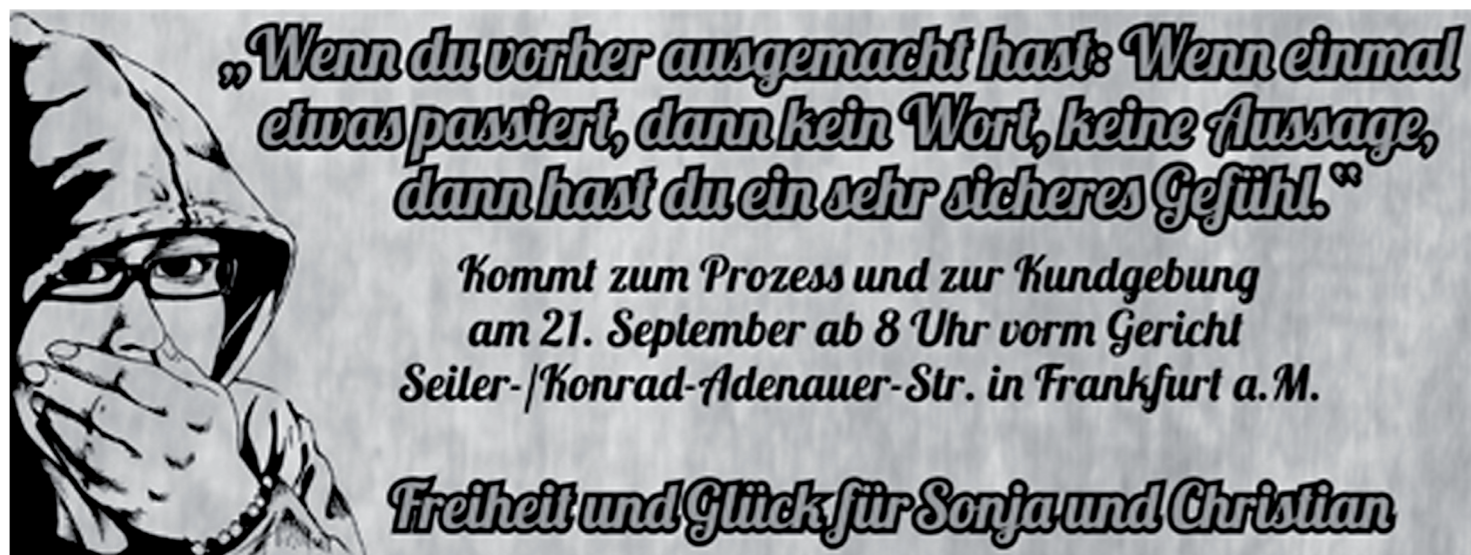 „Wenn du vorher ausgemacht hast: Wenn einmal
etwas passiert, dann kein Wort, keine Aussage,
dann hast du ein sehr sicheres Gefühl.“
Kommt zum Prozess und zur Kundgebung
am 21. September ab 8 Uhr vorm Gericht
Seiler-/Konrad-Adenauer-Str. in Frankfurt a.M.
Freiheit und Glück für Sonja und Christian